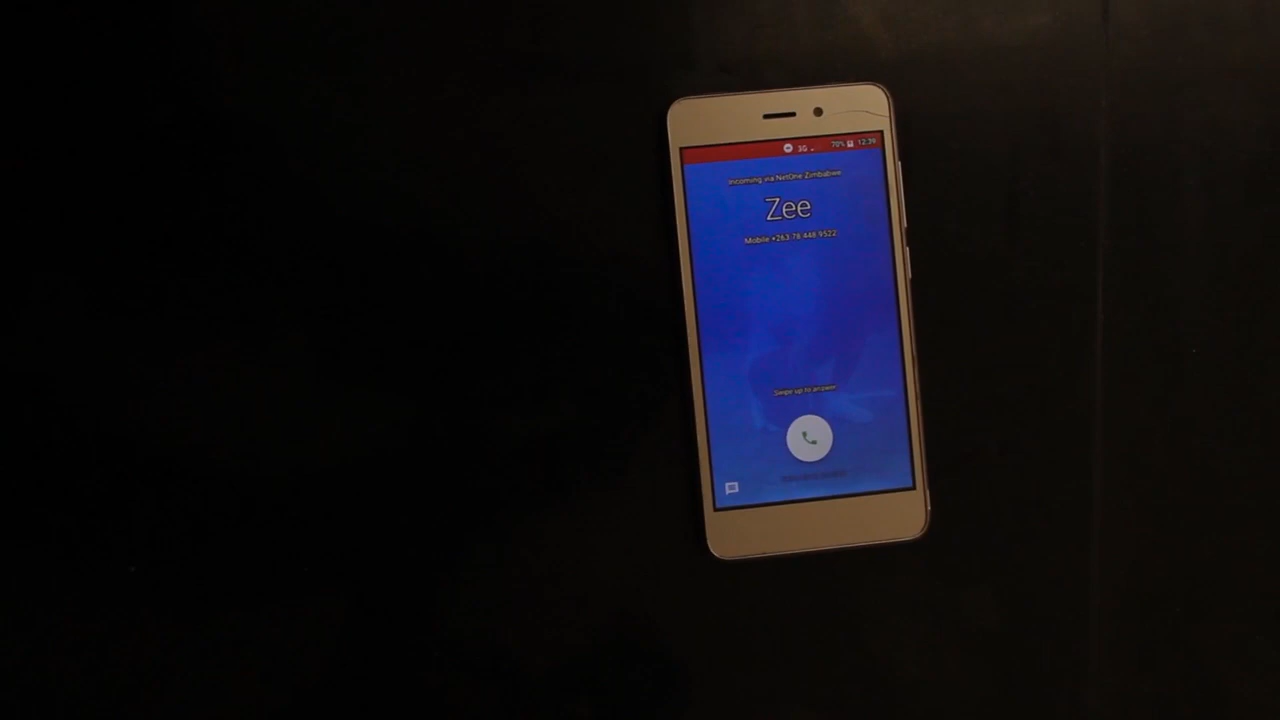 3G 70% 12:39
Incoming via NetOne Zimbabwe
Zee
Mobile +263 78 448 9522
Swipe up to answer